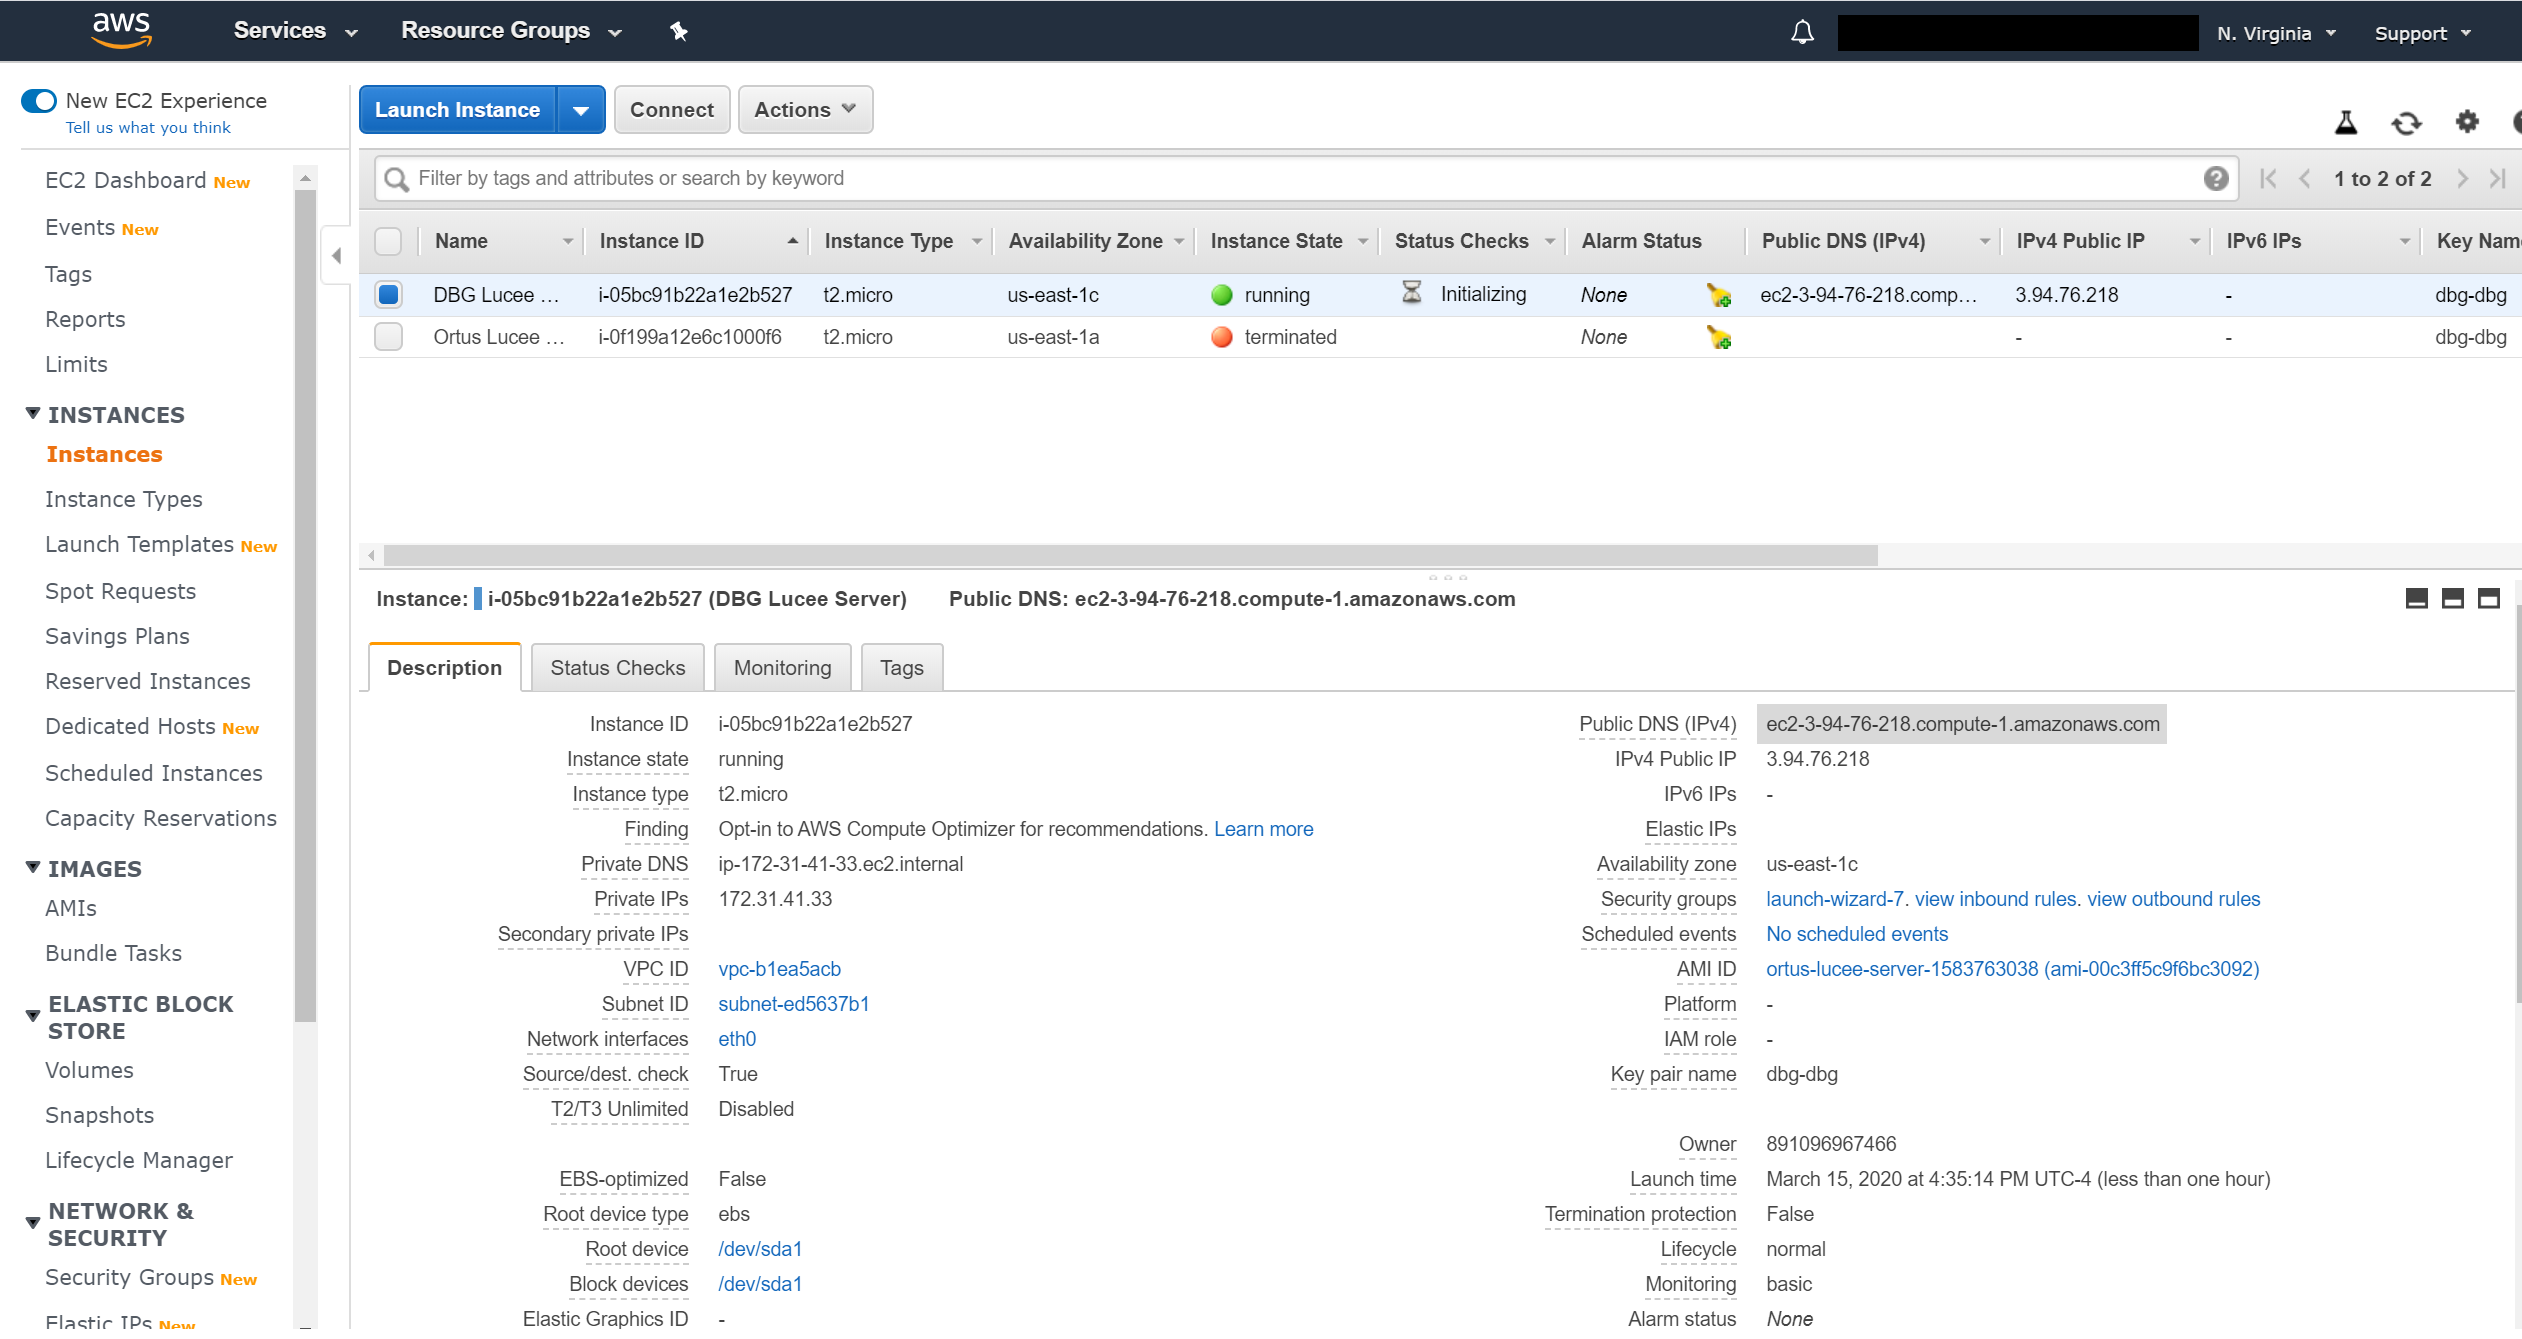 aws
Services
Resource Groups
N. Virginia
Support
New EC2 Experience
Tell us what you think
EC2 Dashboard New
Events New
Tags
Reports
Limits
INSTANCES
Instances
Instance Types
Launch Templates New
Spot Requests
Savings Plans
Reserved Instances
Dedicated Hosts New
Scheduled Instances
Capacity Reservations
IMAGES
AMIs
Bundle Tasks
ELASTIC BLOCK
STORE
Volumes
Snapshots
Lifecycle Manager
NETWORK &
SECURITY
Security Groups New
Elastic IPs New
Launch Instance
Connect
Actions
Filter by tags and attributes or search by keyword
1 to 2 of 2
Name Instance ID Instance Type Availability Zone Instance State Status Checks Alarm Status Public DNS (IPv4) IPv4 Public IP IPv6 IPs Key Nam
DBG Lucee ... i-05bc91b22a1e2b527 t2.micro us-east-1c running Initializing None ec2-3-94-76-218.comp... 3.94.76.218 - dbg-dbg
Ortus Lucee ... i-0f199a12e6c1000f6 t2.micro us-east-1a terminated None - - dbg-dbg
Instance: i-05bc91b22a1e2b527 (DBG Lucee Server) Public DNS: ec2-3-94-76-218.compute-1.amazonaws.com
Description Status Checks Monitoring Tags
Instance ID i-05bc91b22a1e2b527
Instance state running
Instance type t2.micro
Finding Opt-in to AWS Compute Optimizer for recommendations. Learn more
Private DNS ip-172-31-41-33.ec2.internal
Private IPs 172.31.41.33
Secondary private IPs
VPC ID vpc-b1ea5acb
Subnet ID subnet-ed5637b1
Network interfaces eth0
Source/dest. check True
T2/T3 Unlimited Disabled
EBS-optimized False
Root device type ebs
Root device /dev/sda1
Block devices /dev/sda1
Elastic Graphics ID -
Public DNS (IPv4) ec2-3-94-76-218.compute-1.amazonaws.com
IPv4 Public IP 3.94.76.218
IPv6 IPs -
Elastic IPs
Availability zone us-east-1c
Security groups launch-wizard-7. view inbound rules. view outbound rules
Scheduled events No scheduled events
AMI ID ortus-lucee-server-1583763038 (ami-00c3ff5c9f6bc3092)
Platform -
IAM role -
Key pair name dbg-dbg
Owner 891096967466
Launch time March 15, 2020 at 4:35:14 PM UTC-4 (less than one hour)
Termination protection False
Lifecycle normal
Monitoring basic
Alarm status None